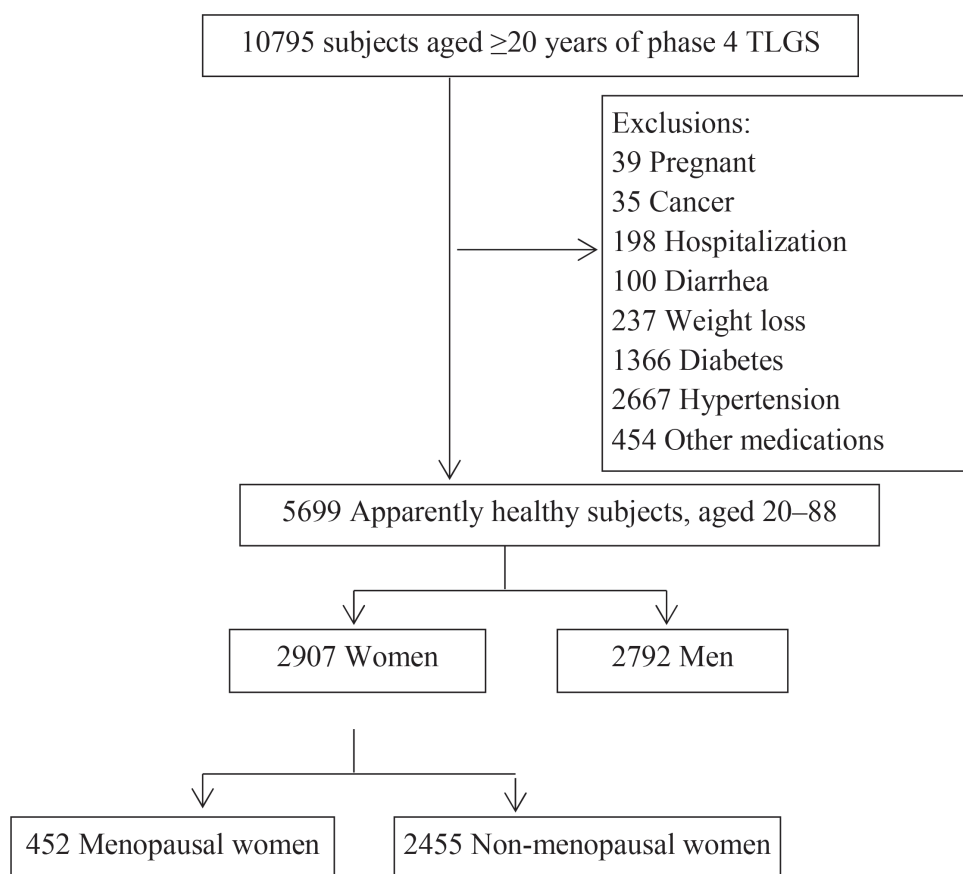 10795 subjects aged ≥20 years of phase 4 TLGS
Exclusions:
39 Pregnant
35 Cancer
198 Hospitalization
100 Diarrhea
237 Weight loss
1366 Diabetes
2667 Hypertension
454 Other medications
5699 Apparently healthy subjects, aged 20–88
2907 Women
2792 Men
452 Menopausal women
2455 Non-menopausal women